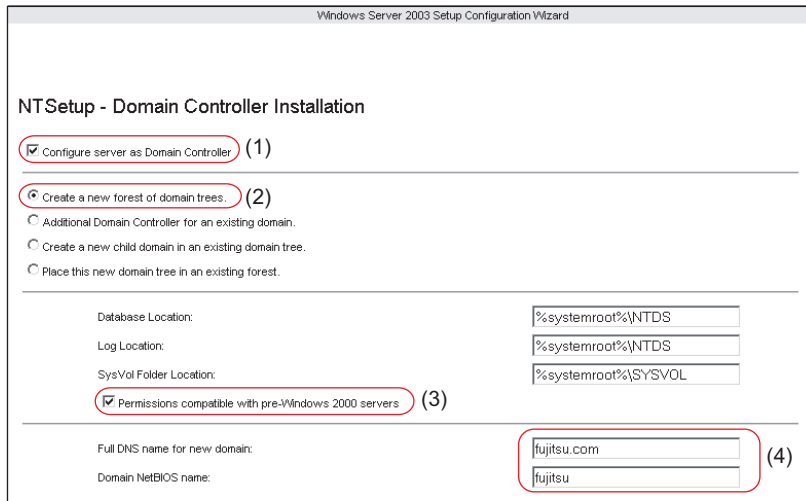 Windows Server 2003 Setup Configuration Wizard
NTSetup - Domain Controller Installation
Configure server as Domain Controller (1)
Create a new forest of domain trees. (2)
Additional Domain Controller for an existing domain.
Create a new child domain in an existing domain tree.
Place this new domain tree in an existing forest.
Database Location: %systemroot%\NTDS
Log Location: %systemroot%\NTDS
SysVol Folder Location: %systemroot%\SYSVOL
Permissions compatible with pre-Windows 2000 servers (3)
Full DNS name for new domain: fujitsu.com
(4)
Domain NetBIOS name: fujitsu